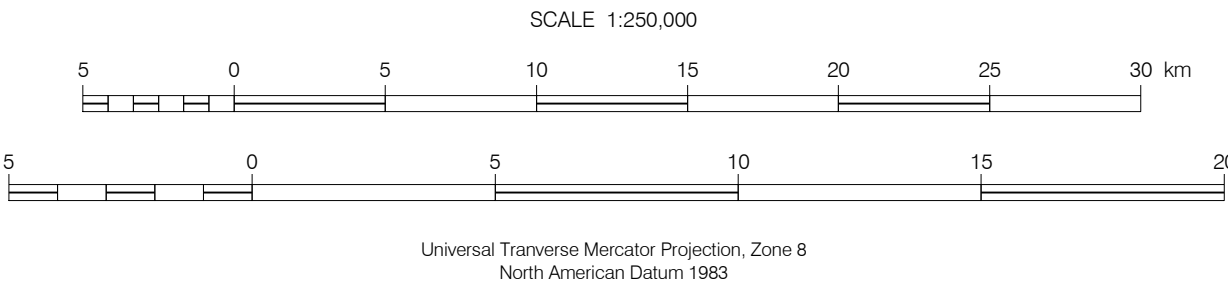 SCALE 1:250,000
5 0 5 10 15 20 25 30 km
5 0 5 10 15 20
Universal Tranverse Mercator Projection, Zone 8
North American Datum 1983